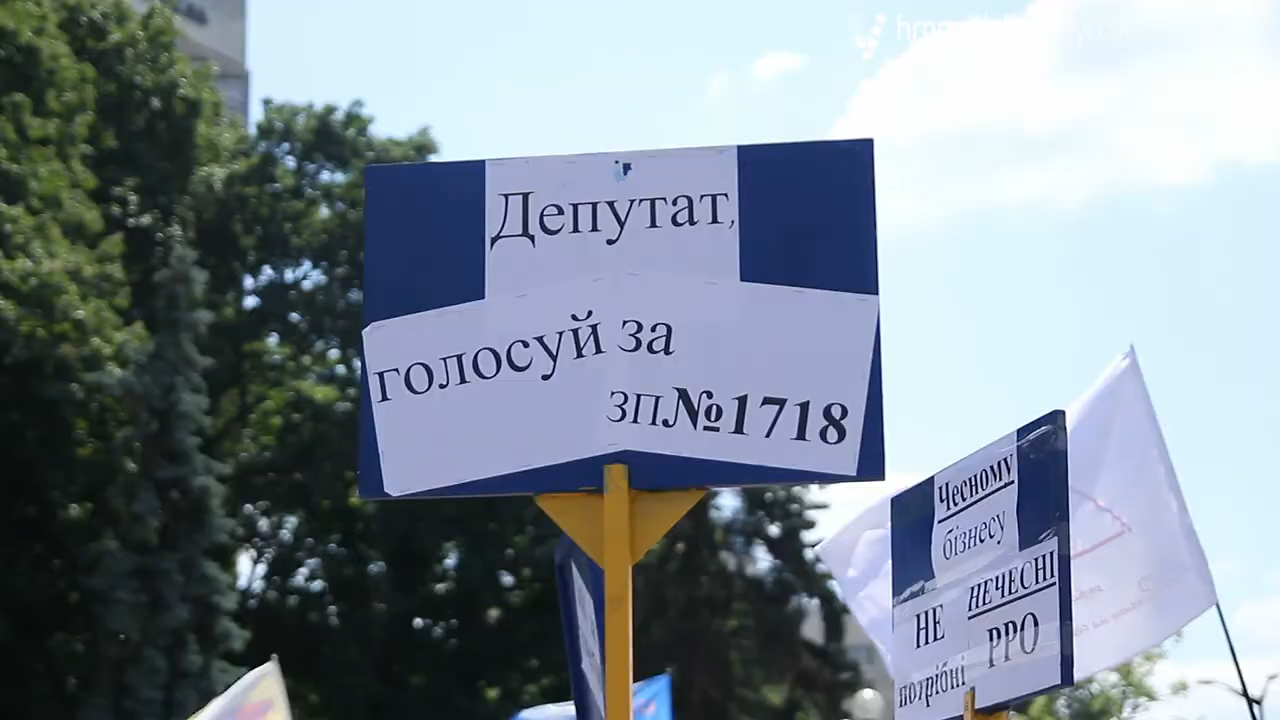 Депутат,
голосуй за
зп№1718
Чесному
бізнесу
НЕЧЕСНІ
НЕ
РРО
потрібні